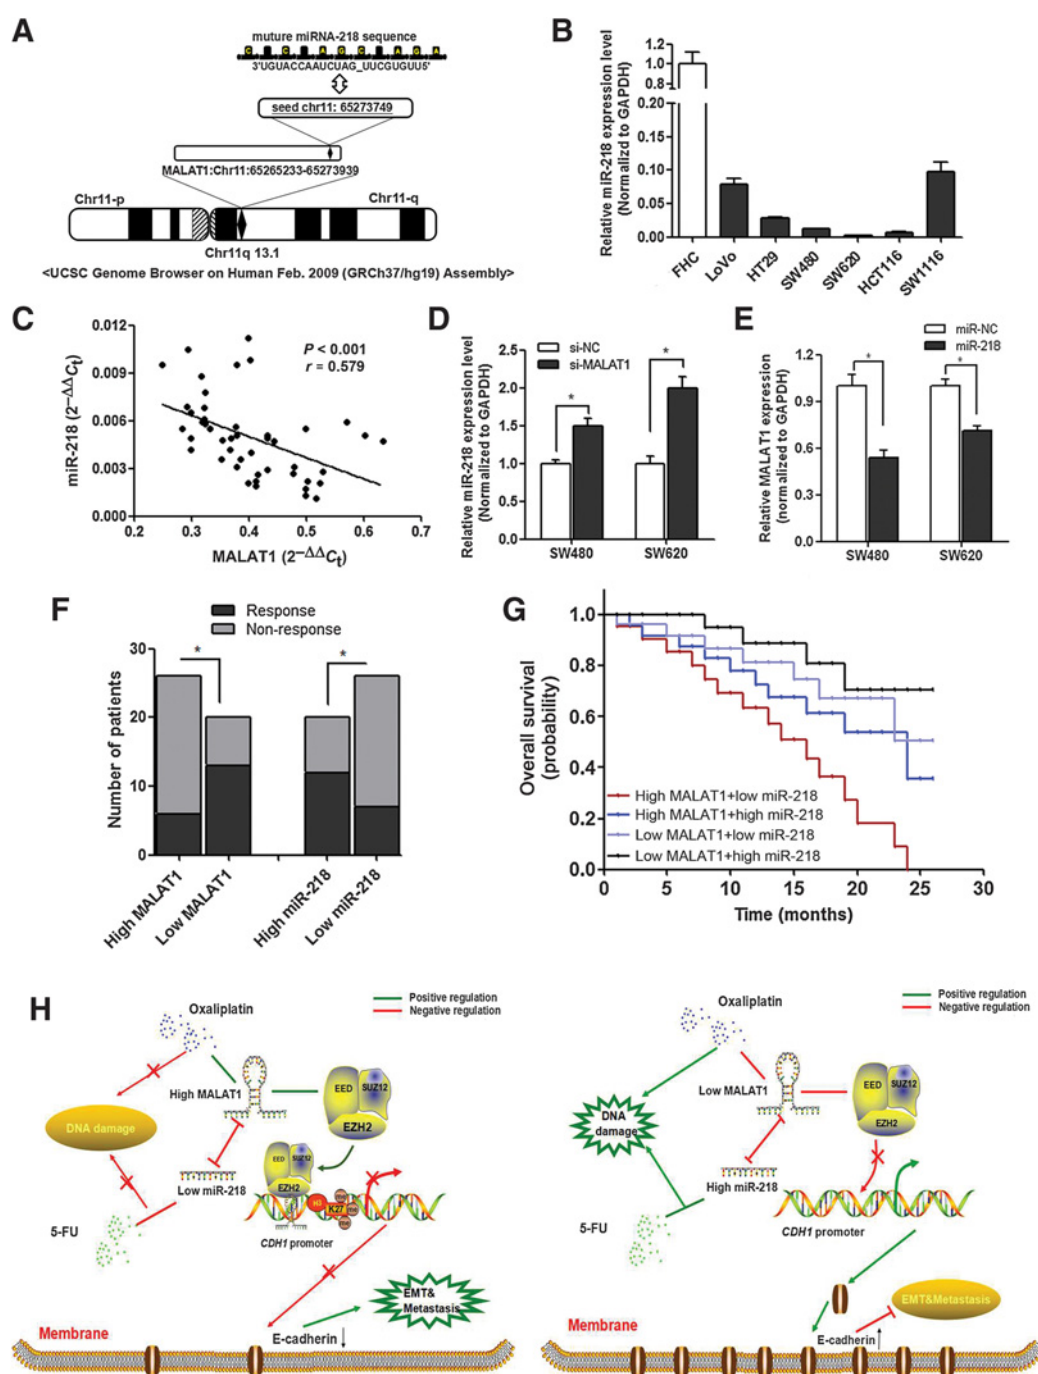 A
muture miRNA-218 sequence
C C A G C A G A
3'UGUACCAAUCUAG_UUCGUGUU5'
seed chr11: 65273749
MALAT1:Chr11:65265233-65273939
Chr11-p
Chr11-q
Chr11q 13.1
<UCSC Genome Browser on Human Feb. 2009 (GRCh37/hg19) Assembly>
B
Relative miR-218 expression level
(Normalizd to GAPDH)
1.2
1.0
0.8
0.6
0.20
0.15
0.10
0.05
0.00
FHC
LoVo
HT29
SW480
SW620
HCT116
SW1116
C
miR-218 (2−ΔΔCt)
0.012
0.009
0.006
0.003
0.000
P < 0.001
r = 0.579
0.2
0.3
0.4
0.5
0.6
0.7
MALAT1 (2−ΔΔCt)
D
Relative miR-218 expression level
(Normalized to GAPDH)
si-NC
si-MALAT1
2.5
2.0
1.5
1.0
0.5
0.0
*
*
SW480
SW620
E
Relative MALAT1 expression
(normalized to GAPDH)
miR-NC
miR-218
1.2
0.9
0.6
0.3
0.0
*
*
SW480
SW620
F
Response
Non-response
Number of patients
30
20
10
0
*
*
High MALAT1
Low MALAT1
High miR-218
Low miR-218
G
Overall survival
(probability)
1.0
0.8
0.6
0.4
0.2
0.0
High MALAT1+low miR-218
High MALAT1+high miR-218
Low MALAT1+low miR-218
Low MALAT1+high miR-218
0
5
10
15
20
25
30
Time (months)
H
Oxaliplatin
Positive regulation
Negative regulation
High MALAT1
EED
SUZ12
EZH2
DNA damage
Low miR-218
EED
SUZ12
EZH2
H3
K27
me
me
me
5-FU
CDH1 promoter
EMT&
Metastasis
Membrane
E-cadherin
Oxaliplatin
Positive regulation
Negative regulation
Low MALAT1
EED
SUZ12
EZH2
DNA
damage
High miR-218
5-FU
CDH1 promoter
EMT&Metastasis
Membrane
E-cadherin